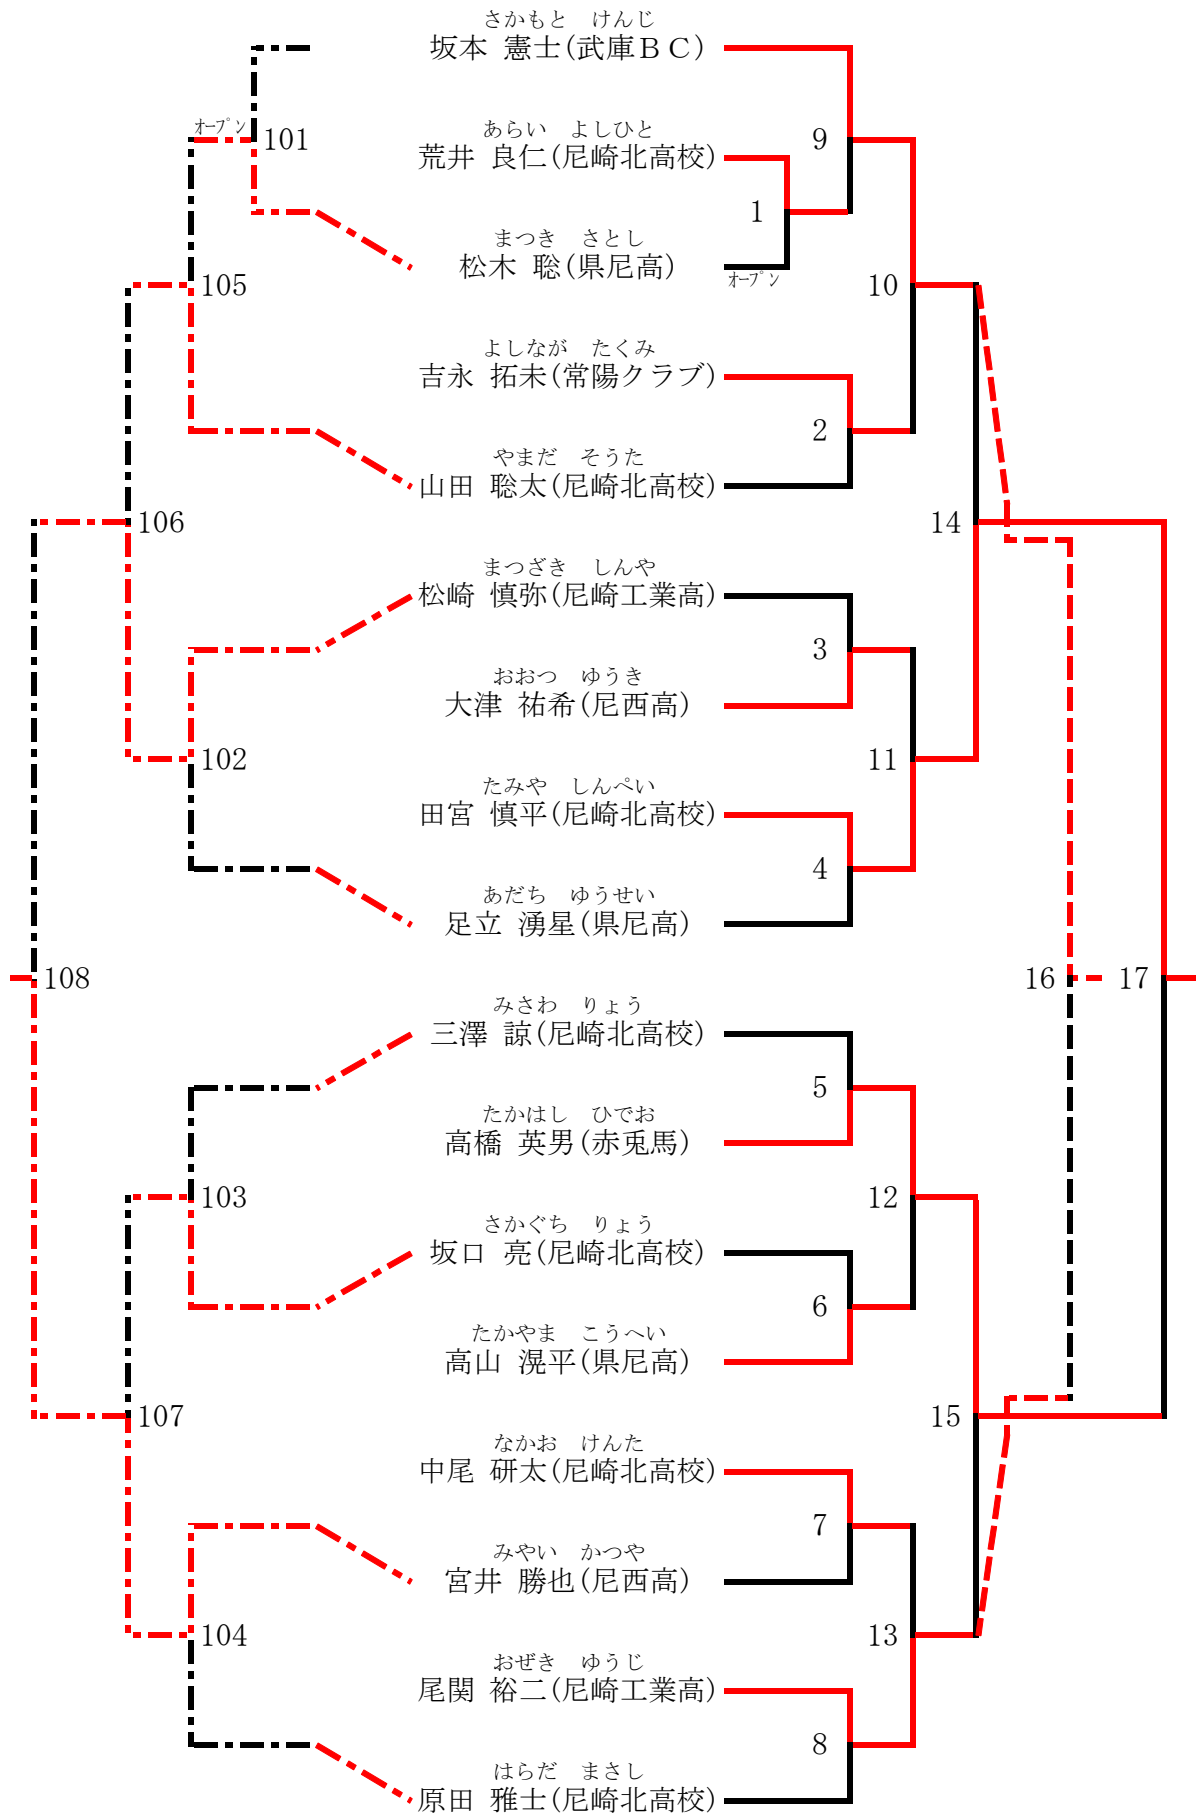 さかもと けんじ
坂本 憲士(武庫ＢＣ)
オープン
101
あらい よしひと
荒井 良仁(尼崎北高校)
9
1
まつき さとし
松木 聡(県尼高)
オープン
105
10
よしなが たくみ
吉永 拓未(常陽クラブ)
2
やまだ そうた
山田 聡太(尼崎北高校)
106
14
まつざき しんや
松崎 慎弥(尼崎工業高)
3
おおつ ゆうき
大津 祐希(尼西高)
102
11
たみや しんぺい
田宮 慎平(尼崎北高校)
4
あだち ゆうせい
足立 湧星(県尼高)
108
16
17
みさわ りょう
三澤 諒(尼崎北高校)
5
たかはし ひでお
高橋 英男(赤兎馬)
103
12
さかぐち りょう
坂口 亮(尼崎北高校)
6
たかやま こうへい
高山 滉平(県尼高)
107
15
なかお けんた
中尾 研太(尼崎北高校)
7
みやい かつや
宮井 勝也(尼西高)
104
13
おぜき ゆうじ
尾関 裕二(尼崎工業高)
8
はらだ まさし
原田 雅士(尼崎北高校)